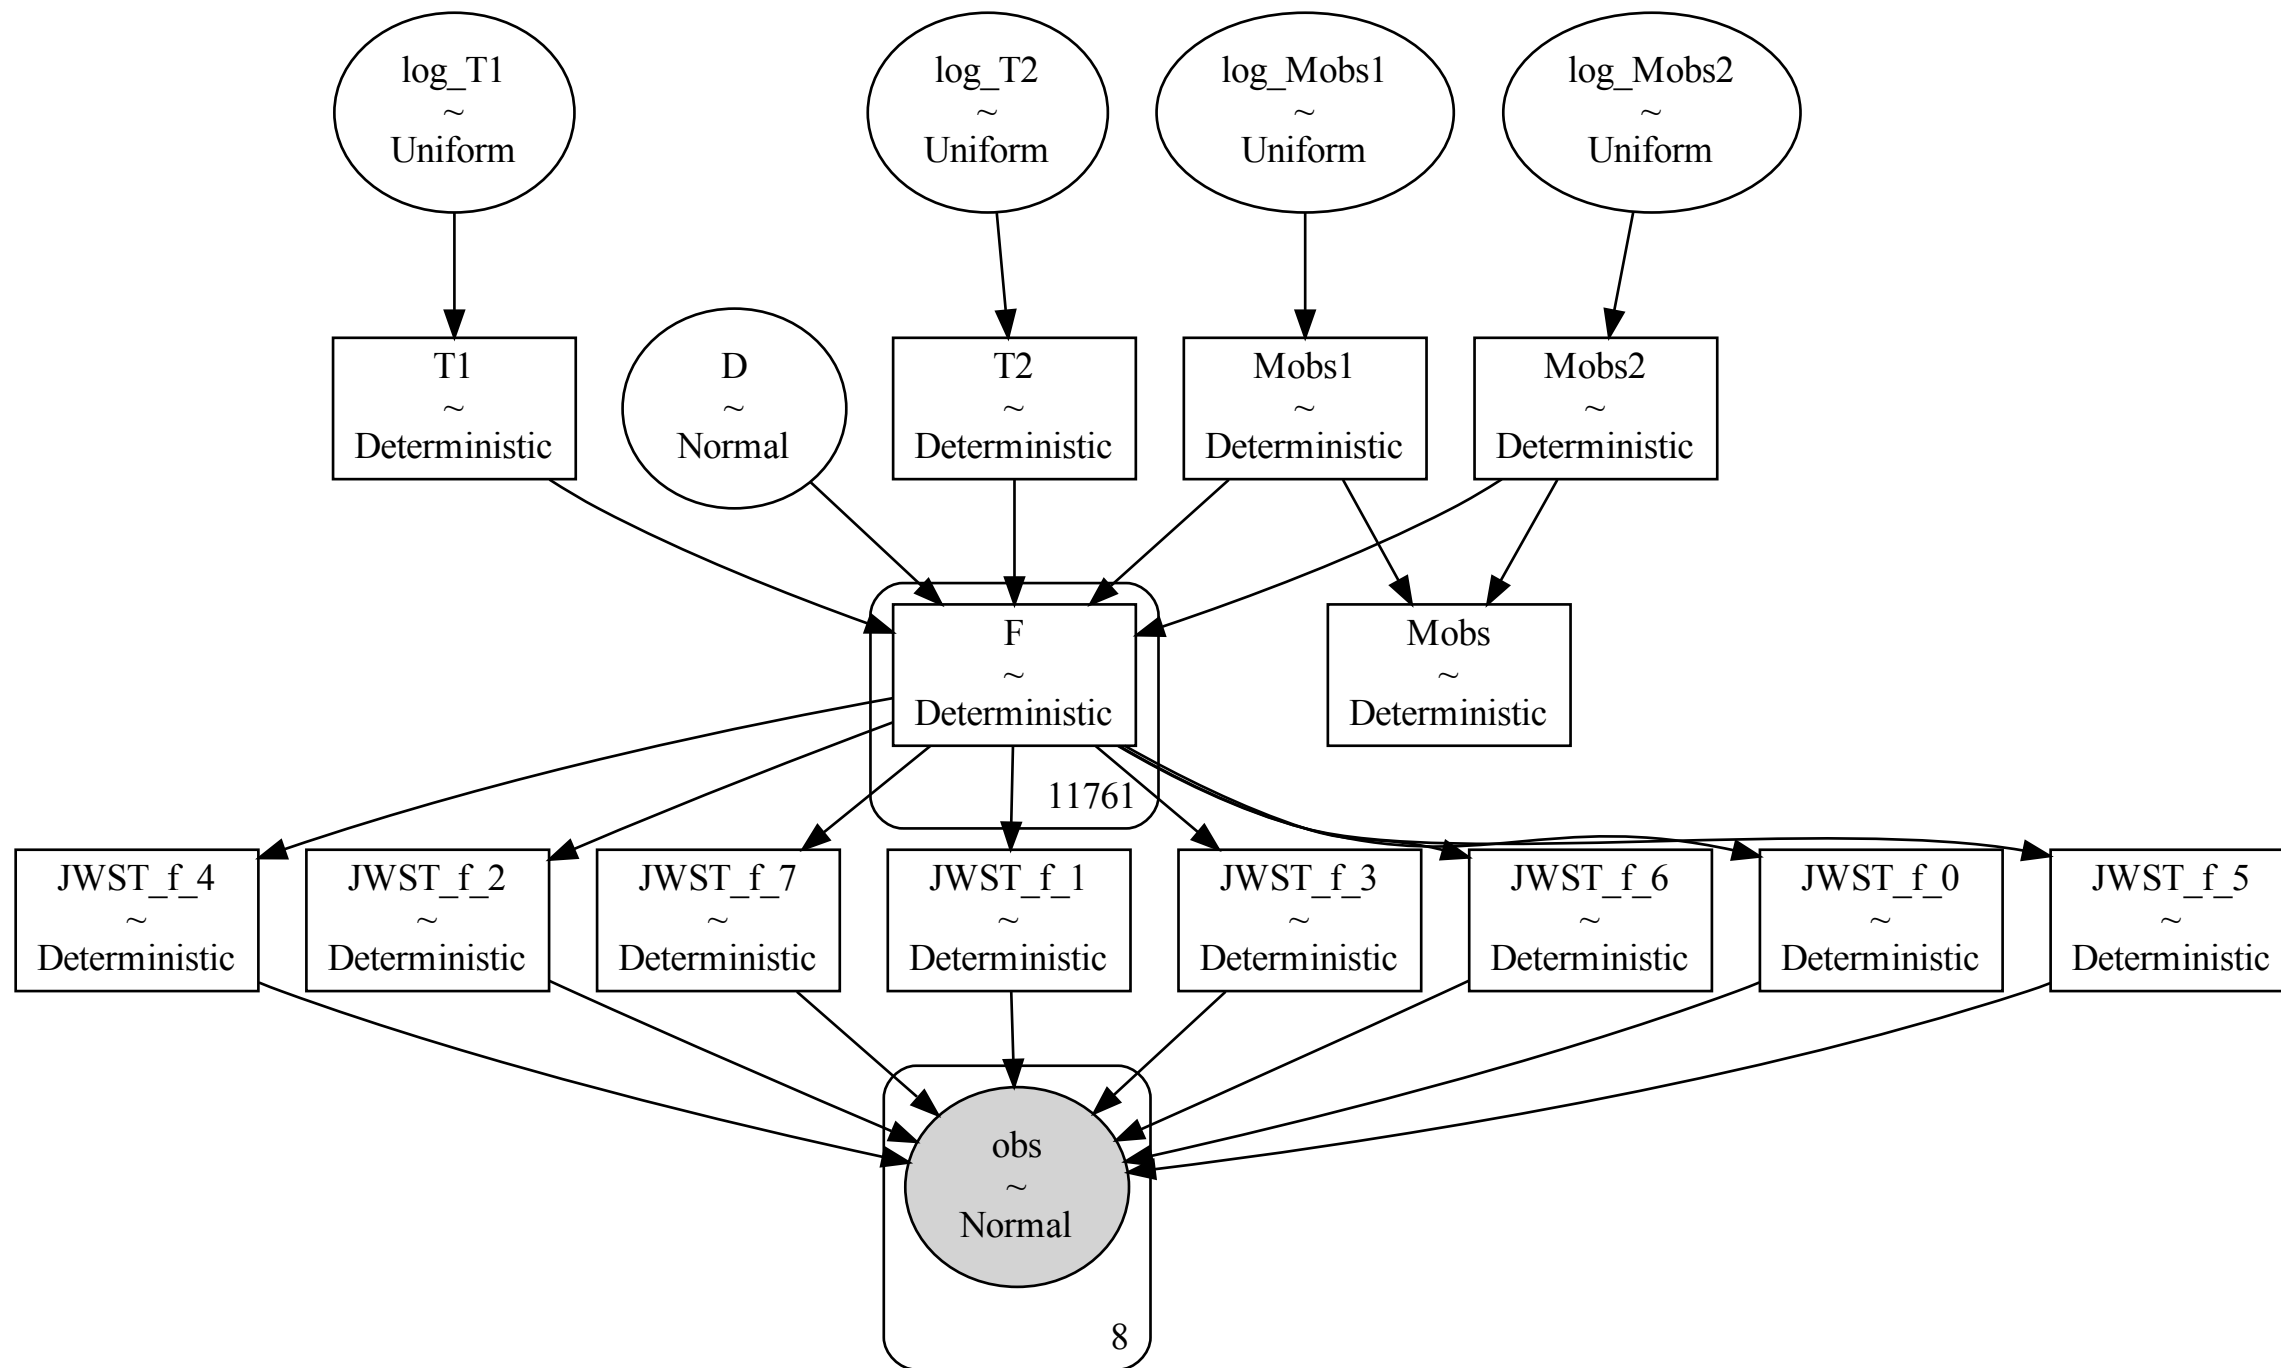 log_T1
~
Uniform
log_T2
~
Uniform
log_Mobs1
~
Uniform
log_Mobs2
~
Uniform
T1
~
Deterministic
D
~
Normal
T2
~
Deterministic
Mobs1
~
Deterministic
Mobs2
~
Deterministic
F
~
Deterministic
11761
Mobs
~
Deterministic
JWST_f_4
~
Deterministic
JWST_f_2
~
Deterministic
JWST_f_7
~
Deterministic
JWST_f_1
~
Deterministic
JWST_f_3
~
Deterministic
JWST_f_6
~
Deterministic
JWST_f_0
~
Deterministic
JWST_f_5
~
Deterministic
obs
~
Normal
8